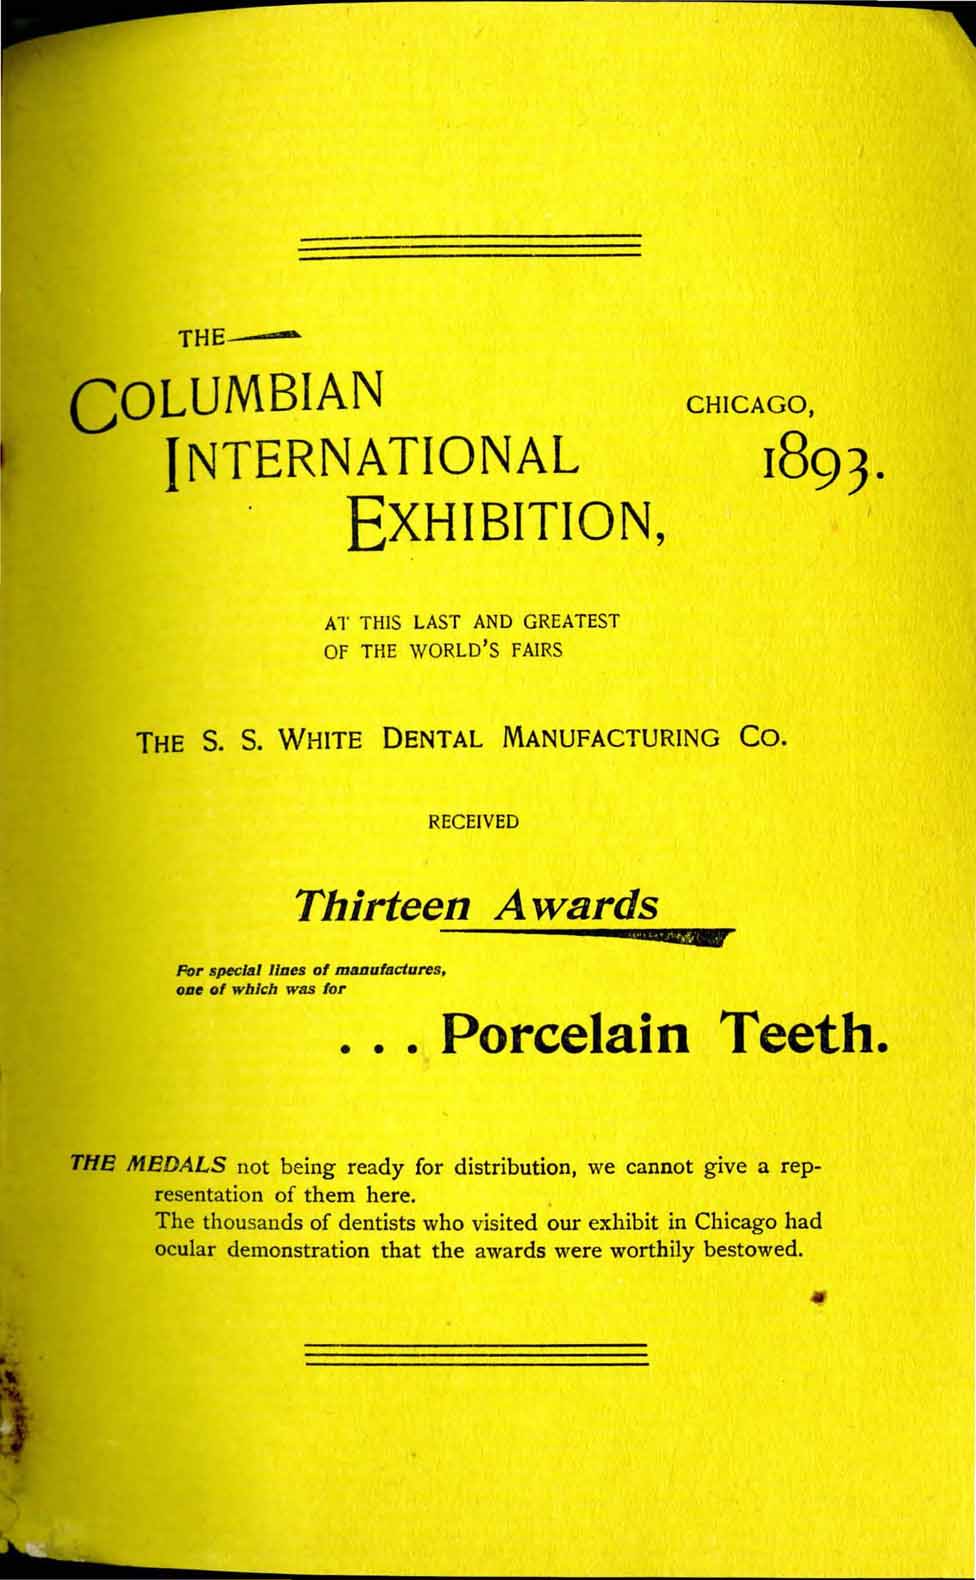 THE
COLUMBIAN
INTERNATIONAL
EXHIBITION,
CHICAGO,
1893.
AT THIS LAST AND GREATEST
OF THE WORLD'S FAIRS
THE S. S. WHITE DENTAL MANUFACTURING CO.
RECEIVED
Thirteen Awards
For special lines of manufactures,
one of which was for
. . . Porcelain Teeth.
THE MEDALS not being ready for distribution, we cannot give a rep-
resentation of them here.
The thousands of dentists who visited our exhibit in Chicago had
ocular demonstration that the awards were worthily bestowed.